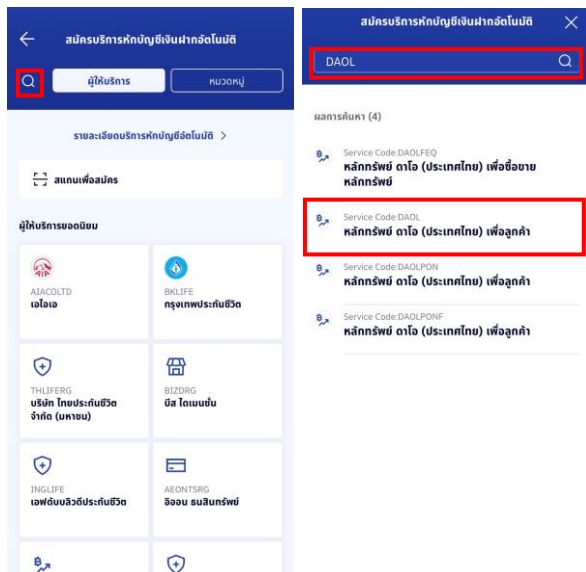 สมัครบริการหักบัญชีเงินฝากอัตโนมัติ
ผู้ให้บริการ
หมวดหมู่
รายละเอียดบริการหักบัญชีอัตโนมัติ >
สแกนเพื่อสมัคร
ผู้ให้บริการยอดนิยม
AIA
AIACOLTD
เอไอเอ
BKLIFE
กรุงเทพประกันชีวิต
THLIFERG
บริษัท ไทยประกันชีวิต
จำกัด (มหาชน)
BIZDRG
บีส ไดเมนชั่น
INGLIFE
เอฟดับบลิวดีประกันชีวิต
AEONTSRG
อิออน ธนสินทรัพย์
สมัครบริการหักบัญชีเงินฝากอัตโนมัติ
DAOL
ผลการค้นหา (4)
Service Code:DAOLFEQ
หลักทรัพย์ ดาโอ (ประเทศไทย) เพื่อซื้อขาย
หลักทรัพย์
Service Code:DAOL
หลักทรัพย์ ดาโอ (ประเทศไทย) เพื่อลูกค้า
Service Code:DAOLPON
หลักทรัพย์ ดาโอ (ประเทศไทย) เพื่อลูกค้า
Service Code:DAOLPONF
หลักทรัพย์ ดาโอ (ประเทศไทย) เพื่อลูกค้า